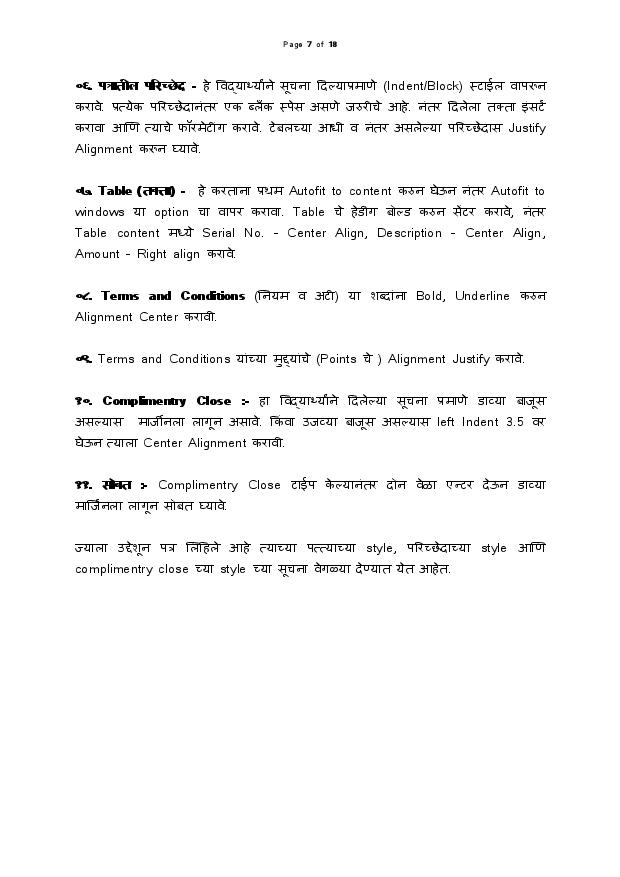 Page 7 of 18
०६. पत्रातील परिच्छेद - हे विद्यार्थ्याने सूचना दिल्याप्रमाणे (Indent/Block) स्टाईल वापरुन
करावे. प्रत्येक परिच्छेदानंतर एक ब्लँक स्पेस असणे जरुरीचे आहे. नंतर दिलेला तक्ता इंसर्ट
करावा आणि त्याचे फॉरमेटींग करावे. टेबलच्या आधी व नंतर असलेल्या परिच्छेदास Justify
Alignment करुन घ्यावे.
०७. Table (तक्ता) - हे करताना प्रथम Autofit to content करुन घेऊन नंतर Autofit to
windows या option चा वापर करावा. Table चे हेडींग बोल्ड करुन सेंटर करावे, नंतर
Table content मध्ये Serial No. – Center Align, Description – Center Align,
Amount – Right align करावे.
०८. Terms and Conditions (नियम व अटी) या शब्दांना Bold, Underline करुन
Alignment Center करावी.
०९. Terms and Conditions यांच्या मुद्द्यांचे (Points चे ) Alignment Justify करावे.
१०. Complimentry Close :- हा विद्यार्थ्याने दिलेल्या सूचना प्रमाणे डाव्या बाजूस
असल्यास मार्जीनला लागून असावे. किंवा उजव्या बाजूस असल्यास left Indent 3.5 वर
घेऊन त्याला Center Alignment करावी.
११. सोबत :- Complimentry Close टाईप केल्यानंतर दोन वेळा एन्टर देऊन डाव्या
मार्जिनला लागून सोबत घ्यावे.
ज्याला उद्देशून पत्र लिहिले आहे त्याच्या पत्त्याच्या style, परिच्छेदाच्या style आणि
complimentry close च्या style च्या सूचना वेगळ्या देण्यात येत आहेत.